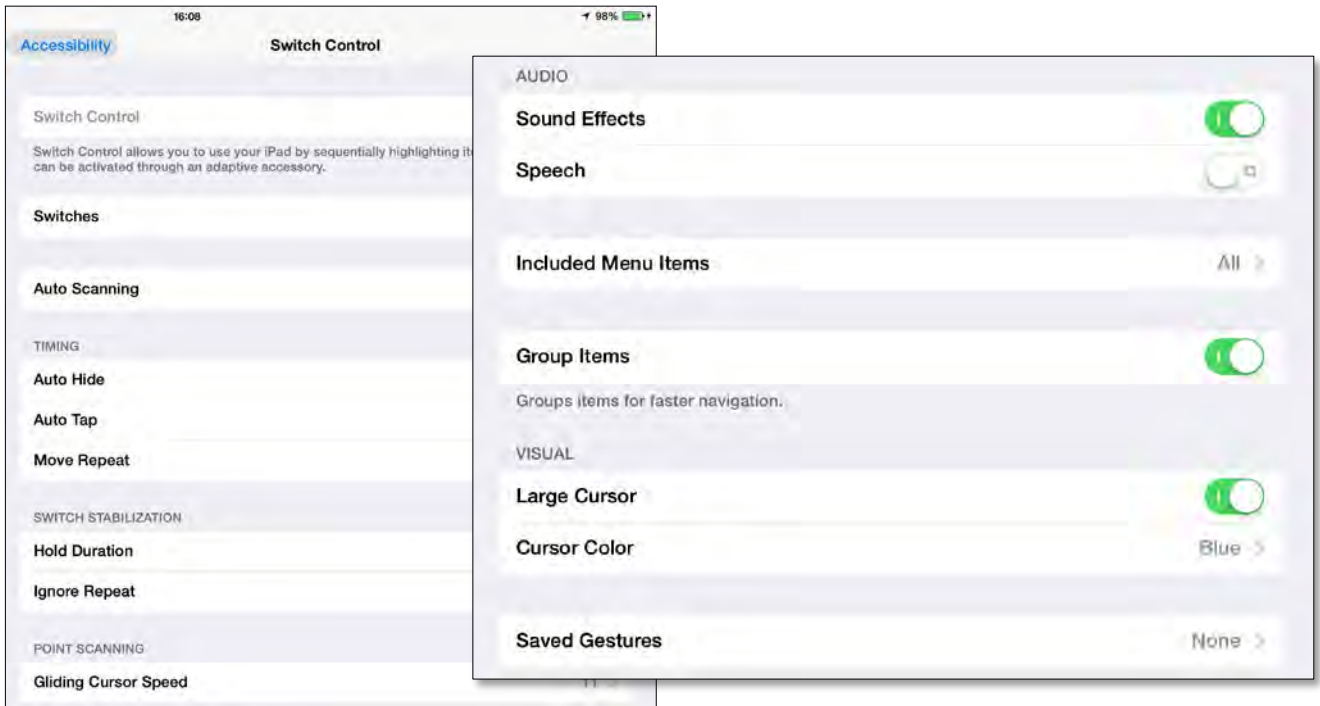 16:08
98%
Accessibility
Switch Control
Switch Control
Switch Control allows you to use your iPad by sequentially highlighting
can be activated through an adaptive accessory.
Switches
Auto Scanning
TIMING
Auto Hide
Auto Tap
Move Repeat
SWITCH STABILIZATION
Hold Duration
Ignore Repeat
POINT SCANNING
Gliding Cursor Speed
AUDIO
Sound Effects
Speech
Included Menu Items
All
Group Items
Groups items for faster navigation.
VISUAL
Large Cursor
Cursor Color
Blue
Saved Gestures
None